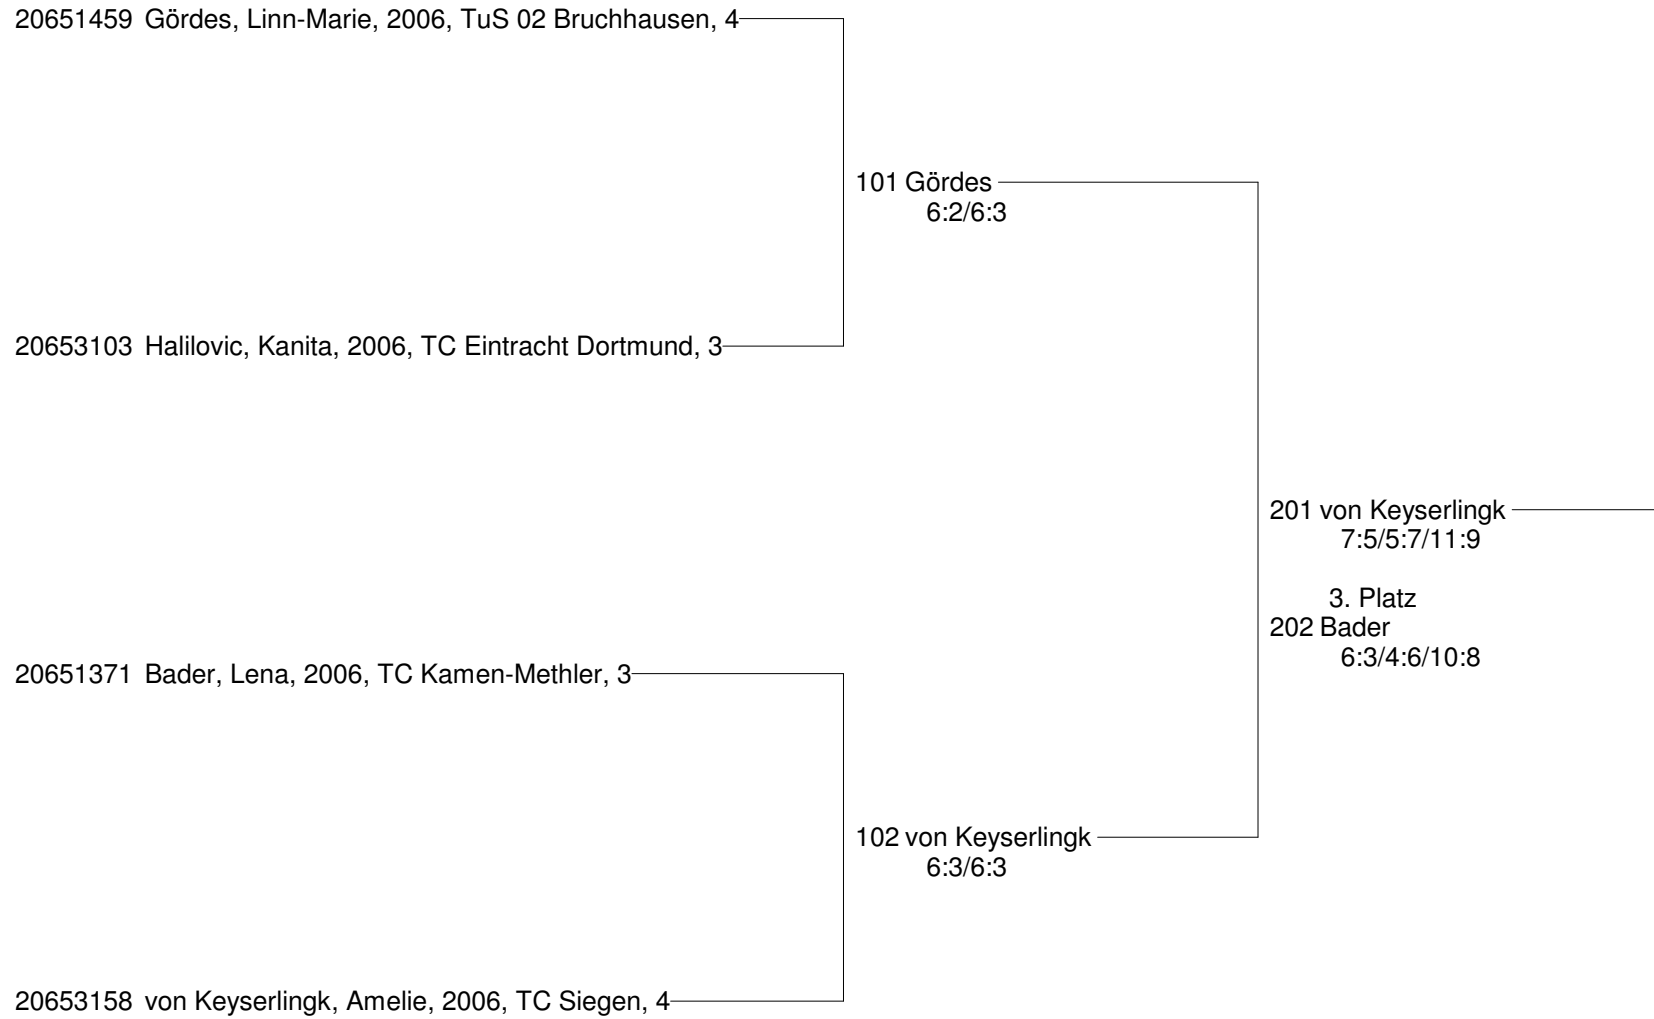 20651459 Gördes, Linn-Marie, 2006, TuS 02 Bruchhausen, 4
101 Gördes
6:2/6:3
20653103 Halilovic, Kanita, 2006, TC Eintracht Dortmund, 3
201 von Keyserlingk
7:5/5:7/11:9
3. Platz
202 Bader
6:3/4:6/10:8
20651371 Bader, Lena, 2006, TC Kamen-Methler, 3
102 von Keyserlingk
6:3/6:3
20653158 von Keyserlingk, Amelie, 2006, TC Siegen, 4